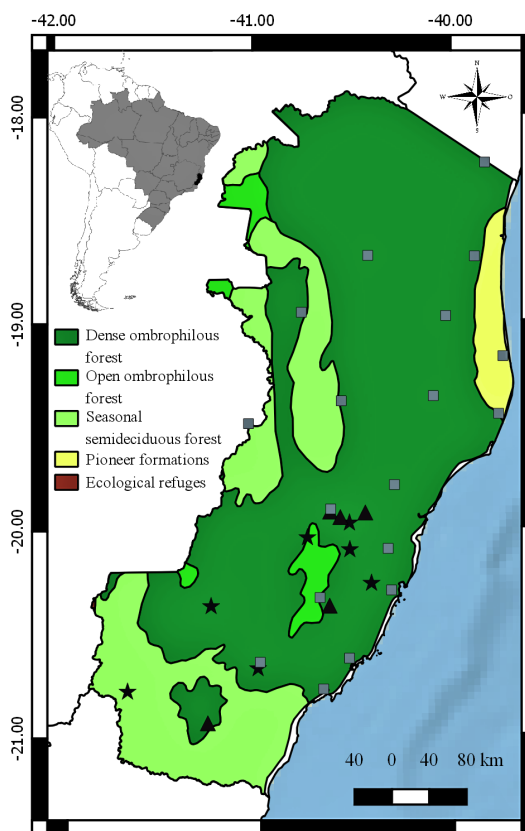 -42.00 -41.00 -40.00
-18.00
N
W O
S
-19.00
Dense ombrophilous
forest
Open ombrophilous
forest
Seasonal
semideciduous forest
Pioneer formations
Ecological refuges
-20.00
-21.00
40 0 40 80 km